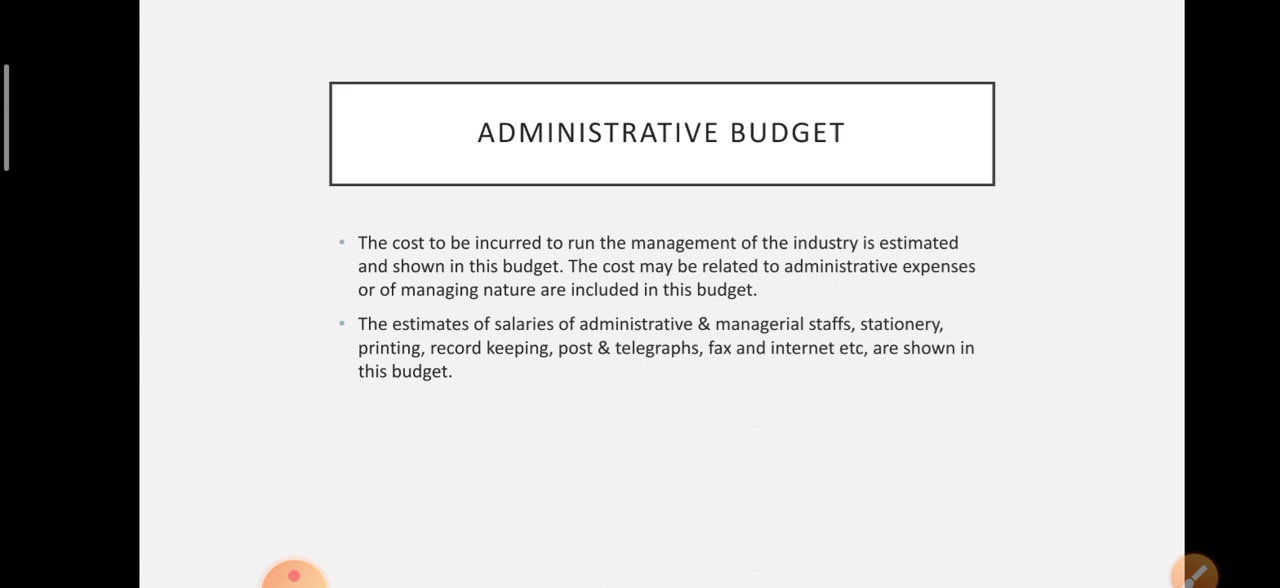 ADMINISTRATIVE BUDGET
• The cost to be incurred to run the management of the industry is estimated
and shown in this budget. The cost may be related to administrative expenses
or of managing nature are included in this budget.
• The estimates of salaries of administrative & managerial staffs, stationery,
printing, record keeping, post & telegraphs, fax and internet etc, are shown in
this budget.